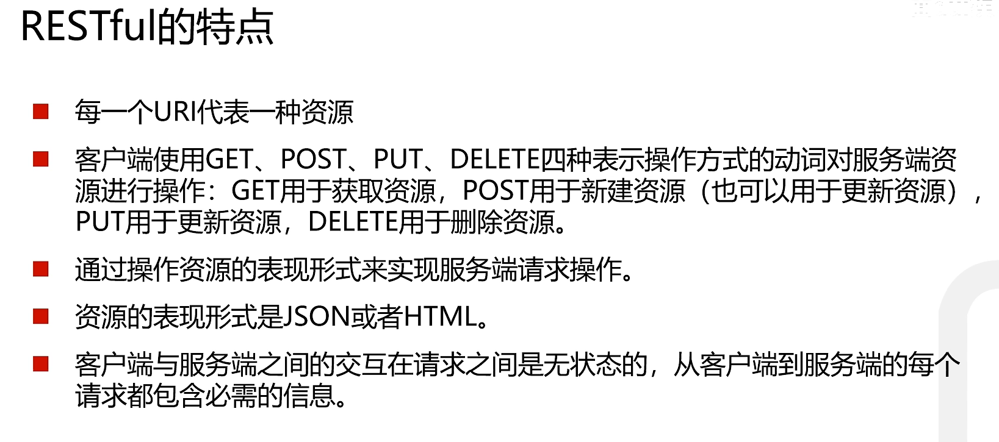 RESTful的特点
每一个URI代表一种资源
客户端使用GET、POST、PUT、DELETE四种表示操作方式的动词对服务端资
源进行操作：GET用于获取资源，POST用于新建资源（也可以用于更新资源），
PUT用于更新资源，DELETE用于删除资源。
通过操作资源的表现形式来实现服务端请求操作。
资源的表现形式是JSON或者HTML。
客户端与服务端之间的交互在请求之间是无状态的，从客户端到服务端的每个
请求都包含必需的信息。